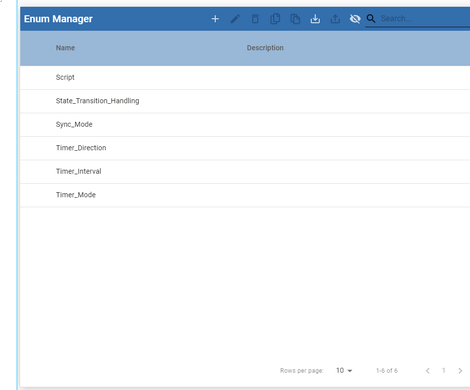 Enum Manager
Search...
Name Description
Script
State_Transition_Handling
Sync_Mode
Timer_Direction
Timer_Interval
Timer_Mode
Rows per page: 10 1-6 of 6 1